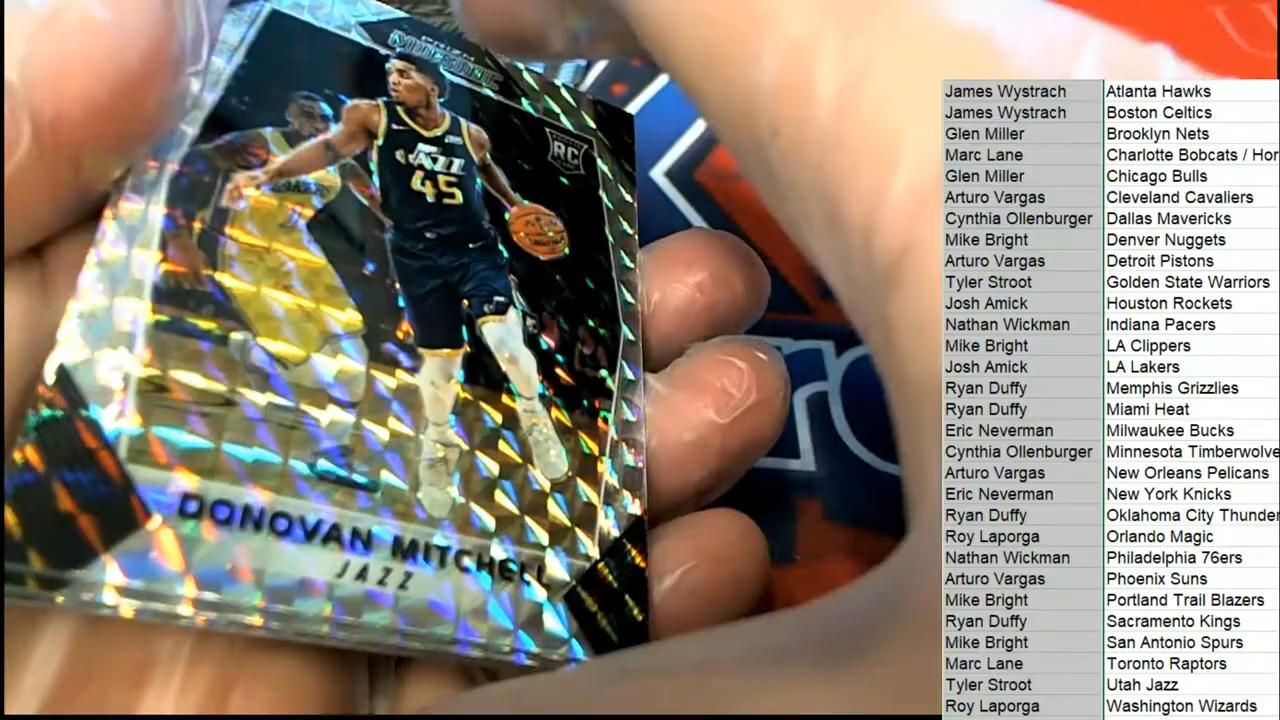 PRIZM
MOSAIC
RC
JAZZ
45
DONOVAN MITCHELL
JAZZ
James Wystrach Atlanta Hawks
James Wystrach Boston Celtics
Glen Miller Brooklyn Nets
Marc Lane Charlotte Bobcats / Hor
Glen Miller Chicago Bulls
Arturo Vargas Cleveland Cavaliers
Cynthia Ollenburger Dallas Mavericks
Mike Bright Denver Nuggets
Arturo Vargas Detroit Pistons
Tyler Stroot Golden State Warriors
Josh Amick Houston Rockets
Nathan Wickman Indiana Pacers
Mike Bright LA Clippers
Josh Amick LA Lakers
Ryan Duffy Memphis Grizzlies
Ryan Duffy Miami Heat
Eric Neverman Milwaukee Bucks
Cynthia Ollenburger Minnesota Timberwolve
Arturo Vargas New Orleans Pelicans
Eric Neverman New York Knicks
Ryan Duffy Oklahoma City Thunder
Roy Laporga Orlando Magic
Nathan Wickman Philadelphia 76ers
Arturo Vargas Phoenix Suns
Mike Bright Portland Trail Blazers
Ryan Duffy Sacramento Kings
Mike Bright San Antonio Spurs
Marc Lane Toronto Raptors
Tyler Stroot Utah Jazz
Roy Laporga Washington Wizards